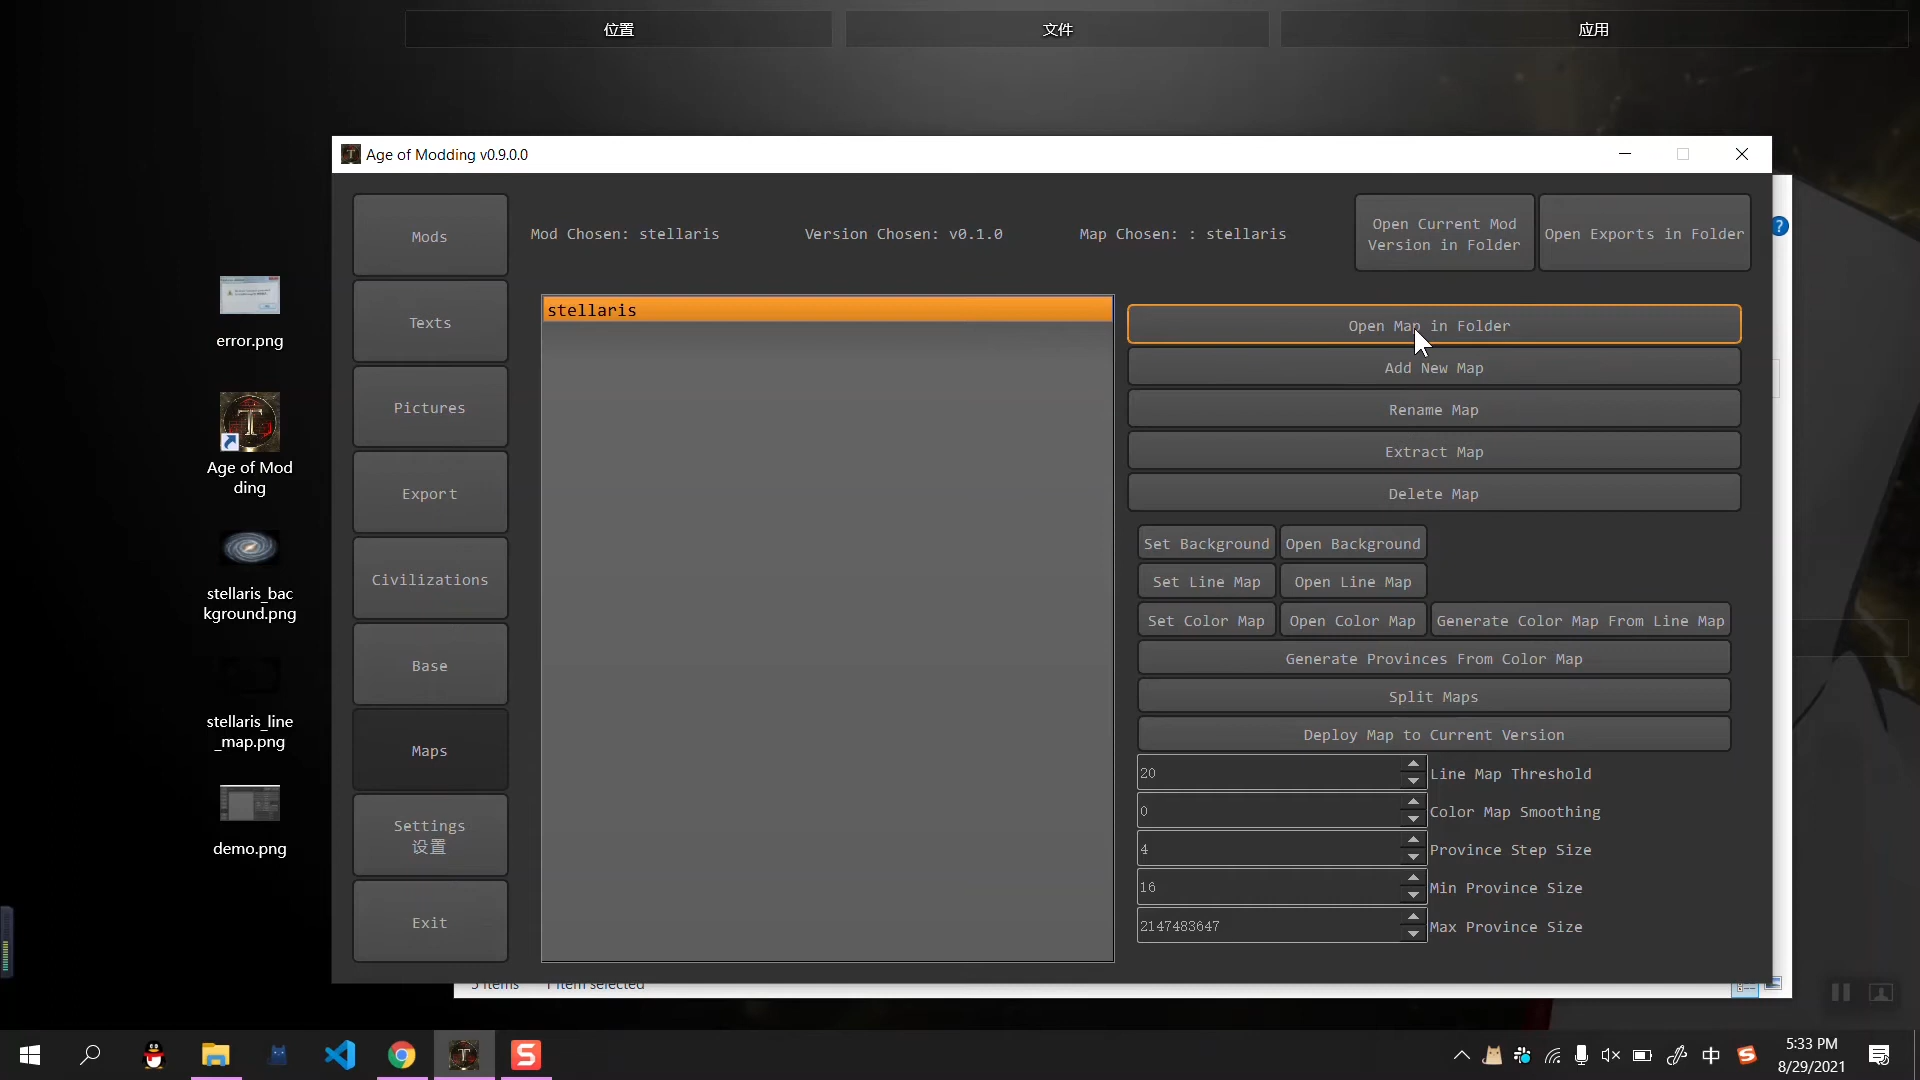 位置
文件
应用
Age of Modding v0.9.0.0
Mods
Texts
Pictures
Export
Civilizations
Base
Maps
Settings
设置
Exit
Mod Chosen: stellaris
Version Chosen: v0.1.0
Map Chosen: : stellaris
Open Current Mod
Version in Folder
Open Exports in Folder
stellaris
Open Map in Folder
Add New Map
Rename Map
Extract Map
Delete Map
Set Background
Open Background
Set Line Map
Open Line Map
Set Color Map
Open Color Map
Generate Color Map From Line Map
Generate Provinces From Color Map
Split Maps
Deploy Map to Current Version
20
Line Map Threshold
0
Color Map Smoothing
4
Province Step Size
16
Min Province Size
2147483647
Max Province Size
error.png
Age of Mod
ding
stellaris_bac
kground.png
stellaris_line
_map.png
demo.png
5 items
1 item selected
中
5:33 PM
8/29/2021